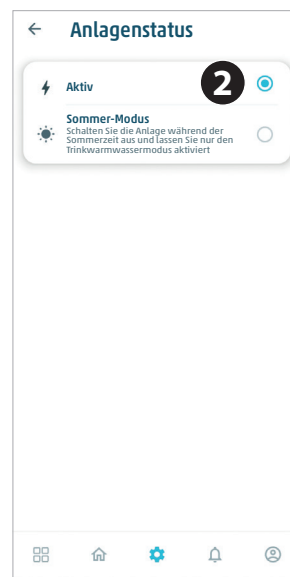 Anlagenstatus
Aktiv
2
Sommer-Modus
Schalten Sie die Anlage während der
Sommerzeit aus und lassen Sie nur den
Trinkwarmwassermodus aktiviert